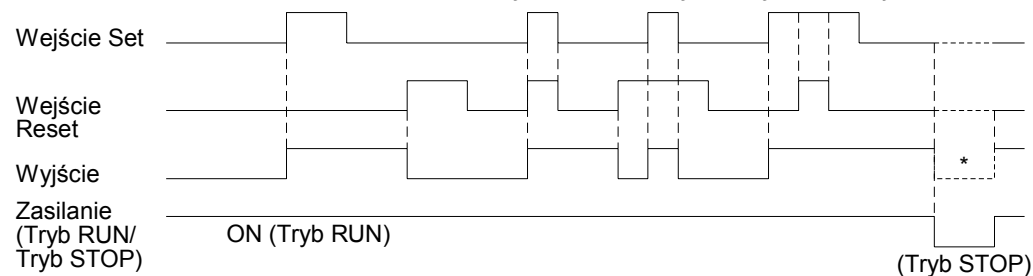 Wejście Set
Wejście
Reset
Wyjście
*
Zasilanie
(Tryb RUN/
Tryb STOP)
ON (Tryb RUN)
(Tryb STOP)